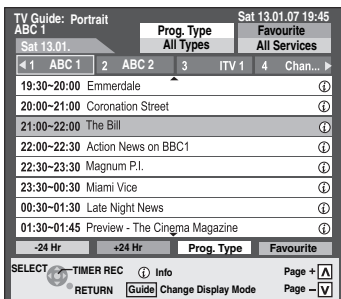 TV Guide: Portrait Sat 13.01.07 19:45
ABC 1 Prog. Type Favourite
Sat 13.01. All Types All Services
1 ABC 1 2 ABC 2 3 ITV 1 4 Chan...
19:30~20:00 Emmerdale
20:00~21:00 Coronation Street
21:00~22:00 The Bill
22:00~22:30 Action News on BBC1
22:30~23:30 Magnum P.I.
23:30~00:30 Miami Vice
00:30~01:30 Late Night News
01:30~01:45 Preview - The Cinema Magazine
-24 Hr +24 Hr Prog. Type Favourite
SELECT TIMER REC i Info Page +
RETURN Guide Change Display Mode Page –